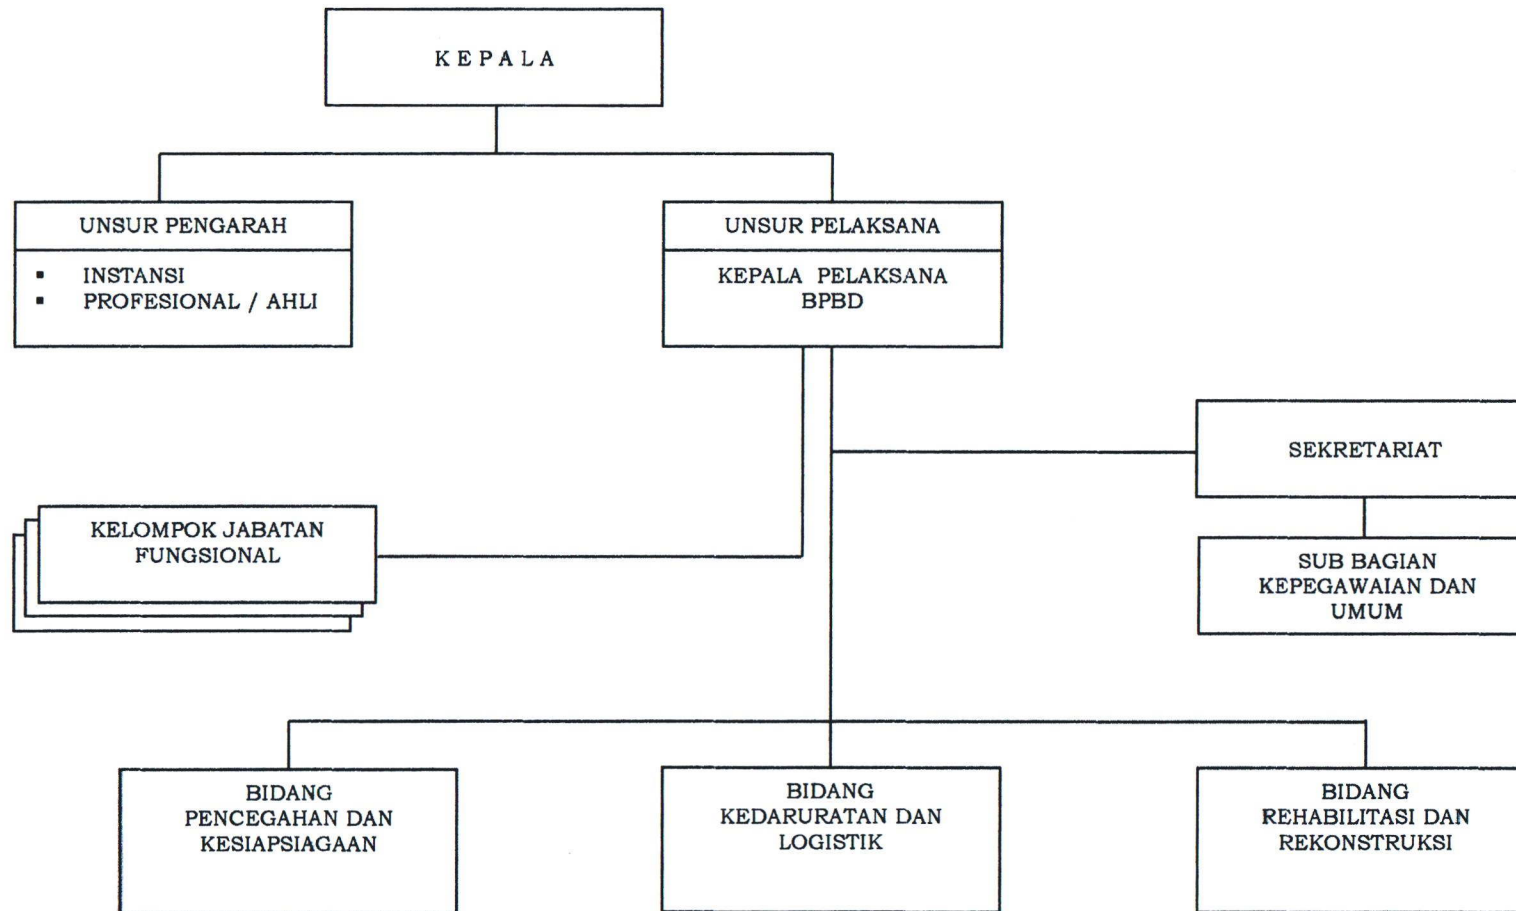 K E P A L A
UNSUR PENGARAH
▪ INSTANSI
▪ PROFESIONAL / AHLI
UNSUR PELAKSANA
KEPALA PELAKSANA
BPBD
SEKRETARIAT
KELOMPOK JABATAN
FUNGSIONAL
SUB BAGIAN
KEPEGAWAIAN DAN
UMUM
BIDANG
PENCEGAHAN DAN
KESIAPSIAGAAN
BIDANG
KEDARURATAN DAN
LOGISTIK
BIDANG
REHABILITASI DAN
REKONSTRUKSI